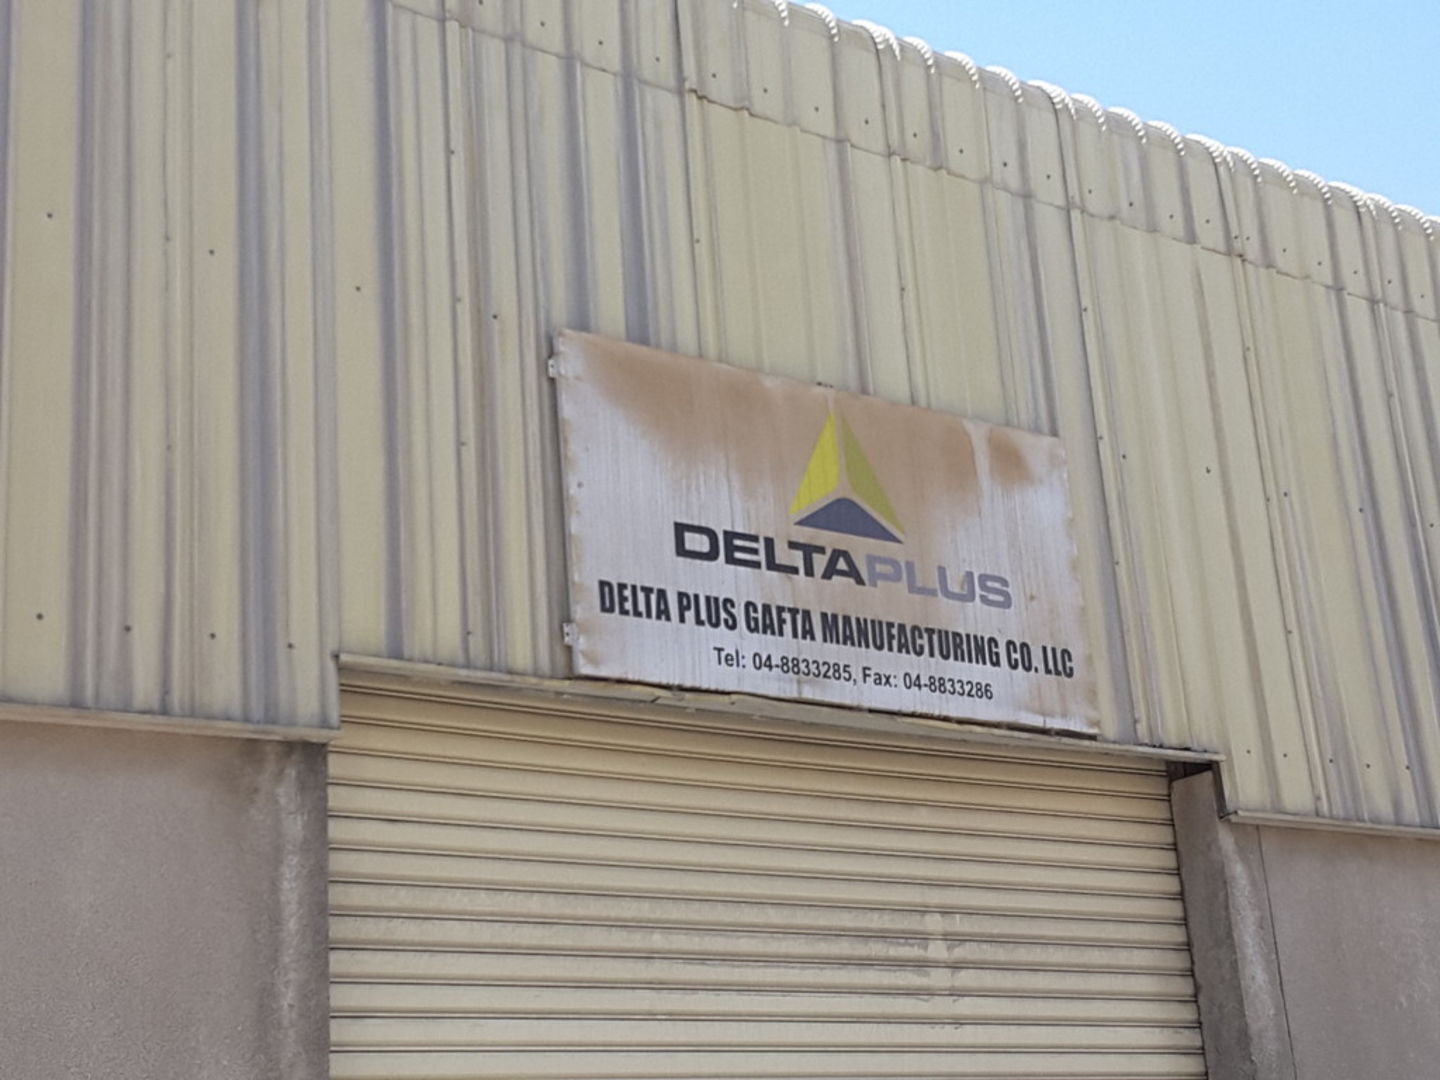 DELTAPLUS
DELTA PLUS GAFTA MANUFACTURING CO. LLC
Tel: 04-8833285, Fax: 04-8833286